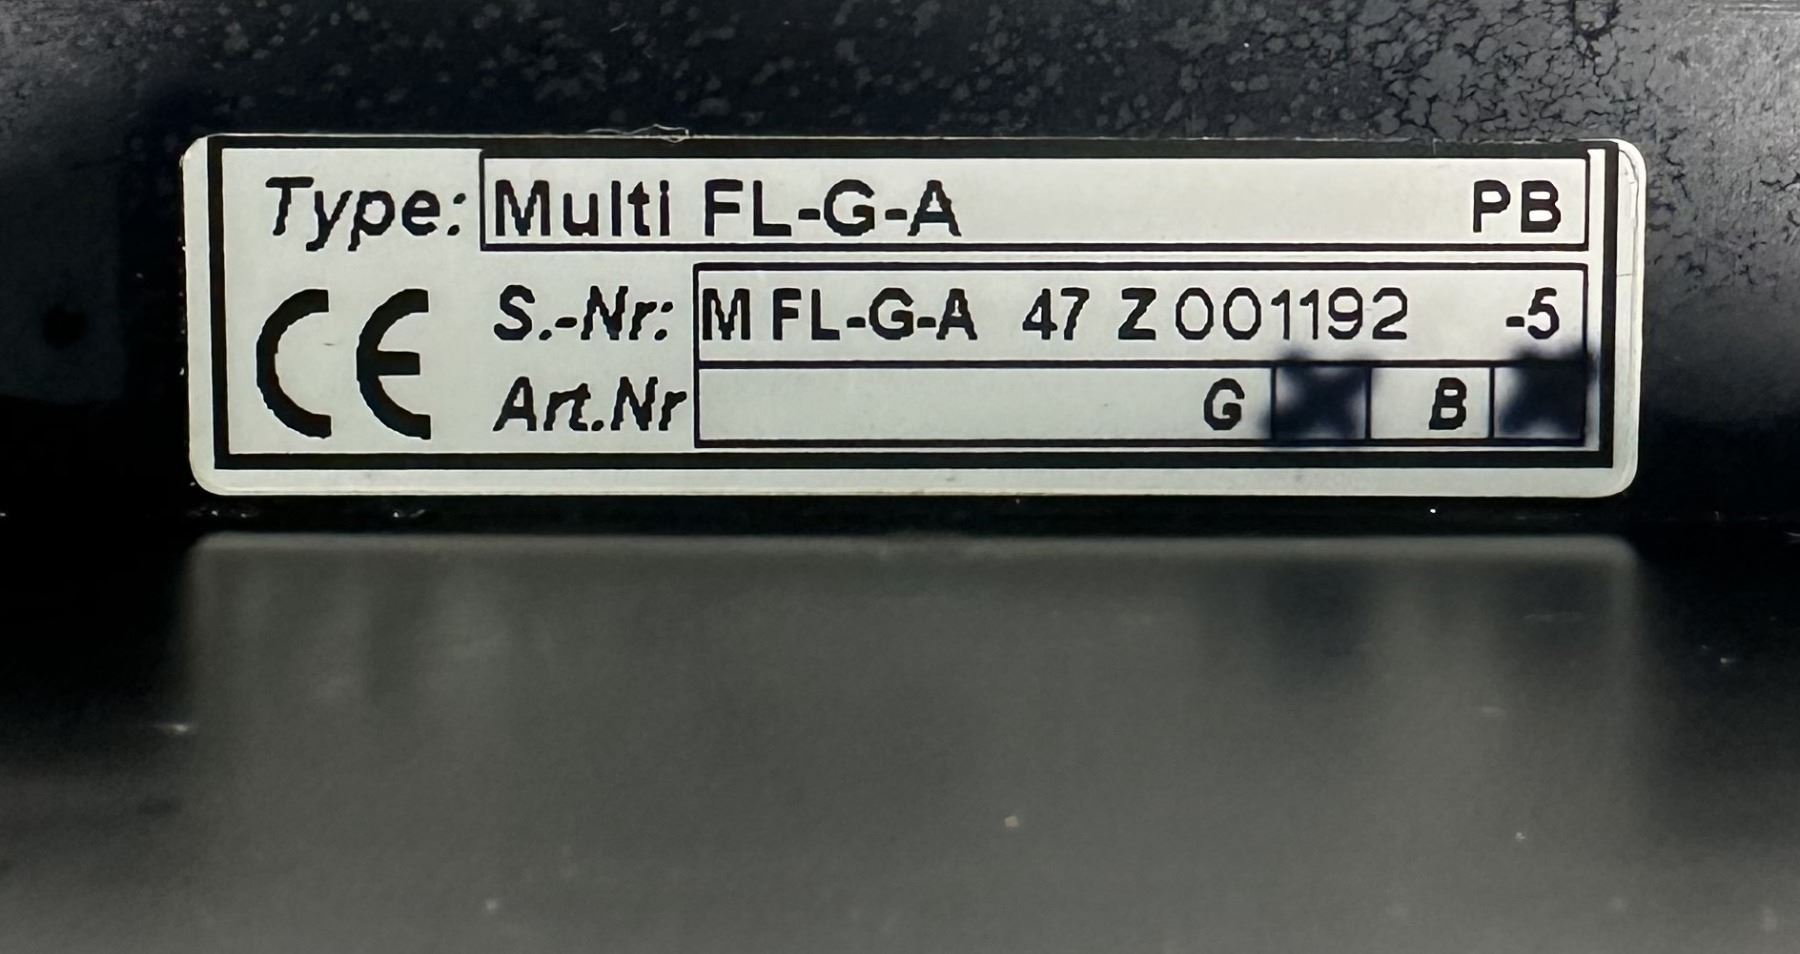 Type: Multi FL-G-A PB
CE S.-Nr: M FL-G-A 47 Z 001192 -5
Art.Nr G B